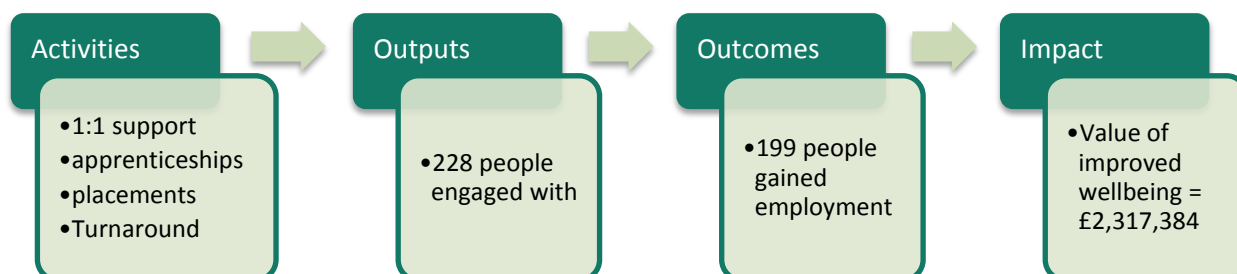 Activities
•1:1 support
•apprenticeships
•placements
•Turnaround
Outputs
•228 people
engaged with
Outcomes
•199 people
gained
employment
Impact
•Value of
improved
wellbeing =
£2,317,384